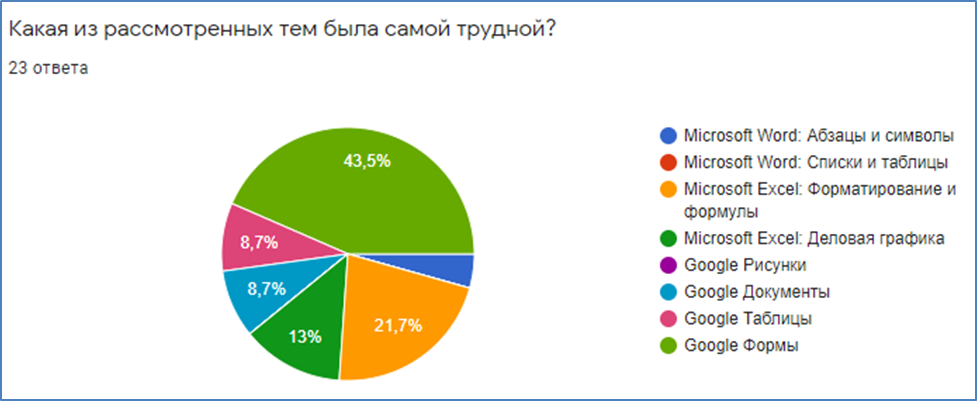 Какая из рассмотренных тем была самой трудной?
23 ответа
43,5%
8,7%
8,7%
13%
21,7%
Microsoft Word: Абзацы и символы
Microsoft Word: Списки и таблицы
Microsoft Excel: Форматирование и
формулы
Microsoft Excel: Деловая графика
Google Рисунки
Google Документы
Google Таблицы
Google Формы